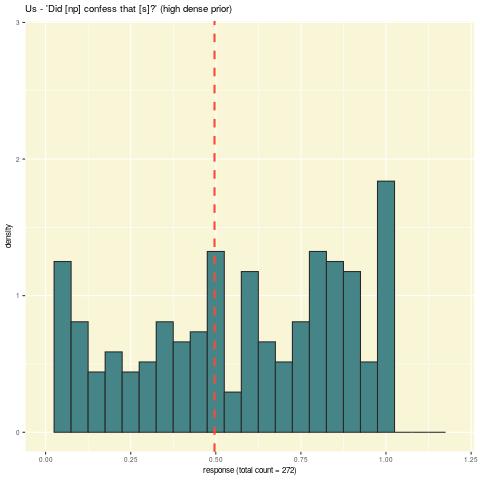 Us - 'Did [np] confess that [s]?' (high dense prior)
3
2
1
0
density
0.00 0.25 0.50 0.75 1.00 1.25
response (total count = 272)